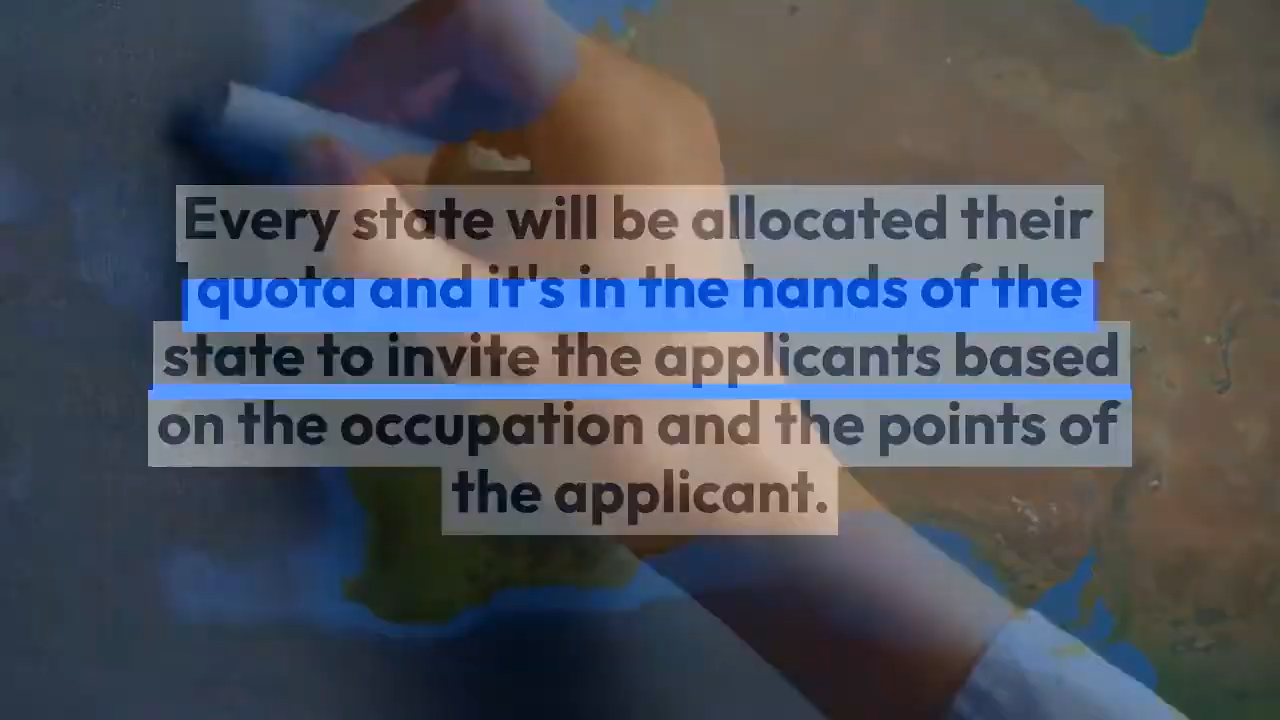 Every state will be allocated their
quota and it's in the hands of the
state to invite the applicants based
on the occupation and the points of
the applicant.